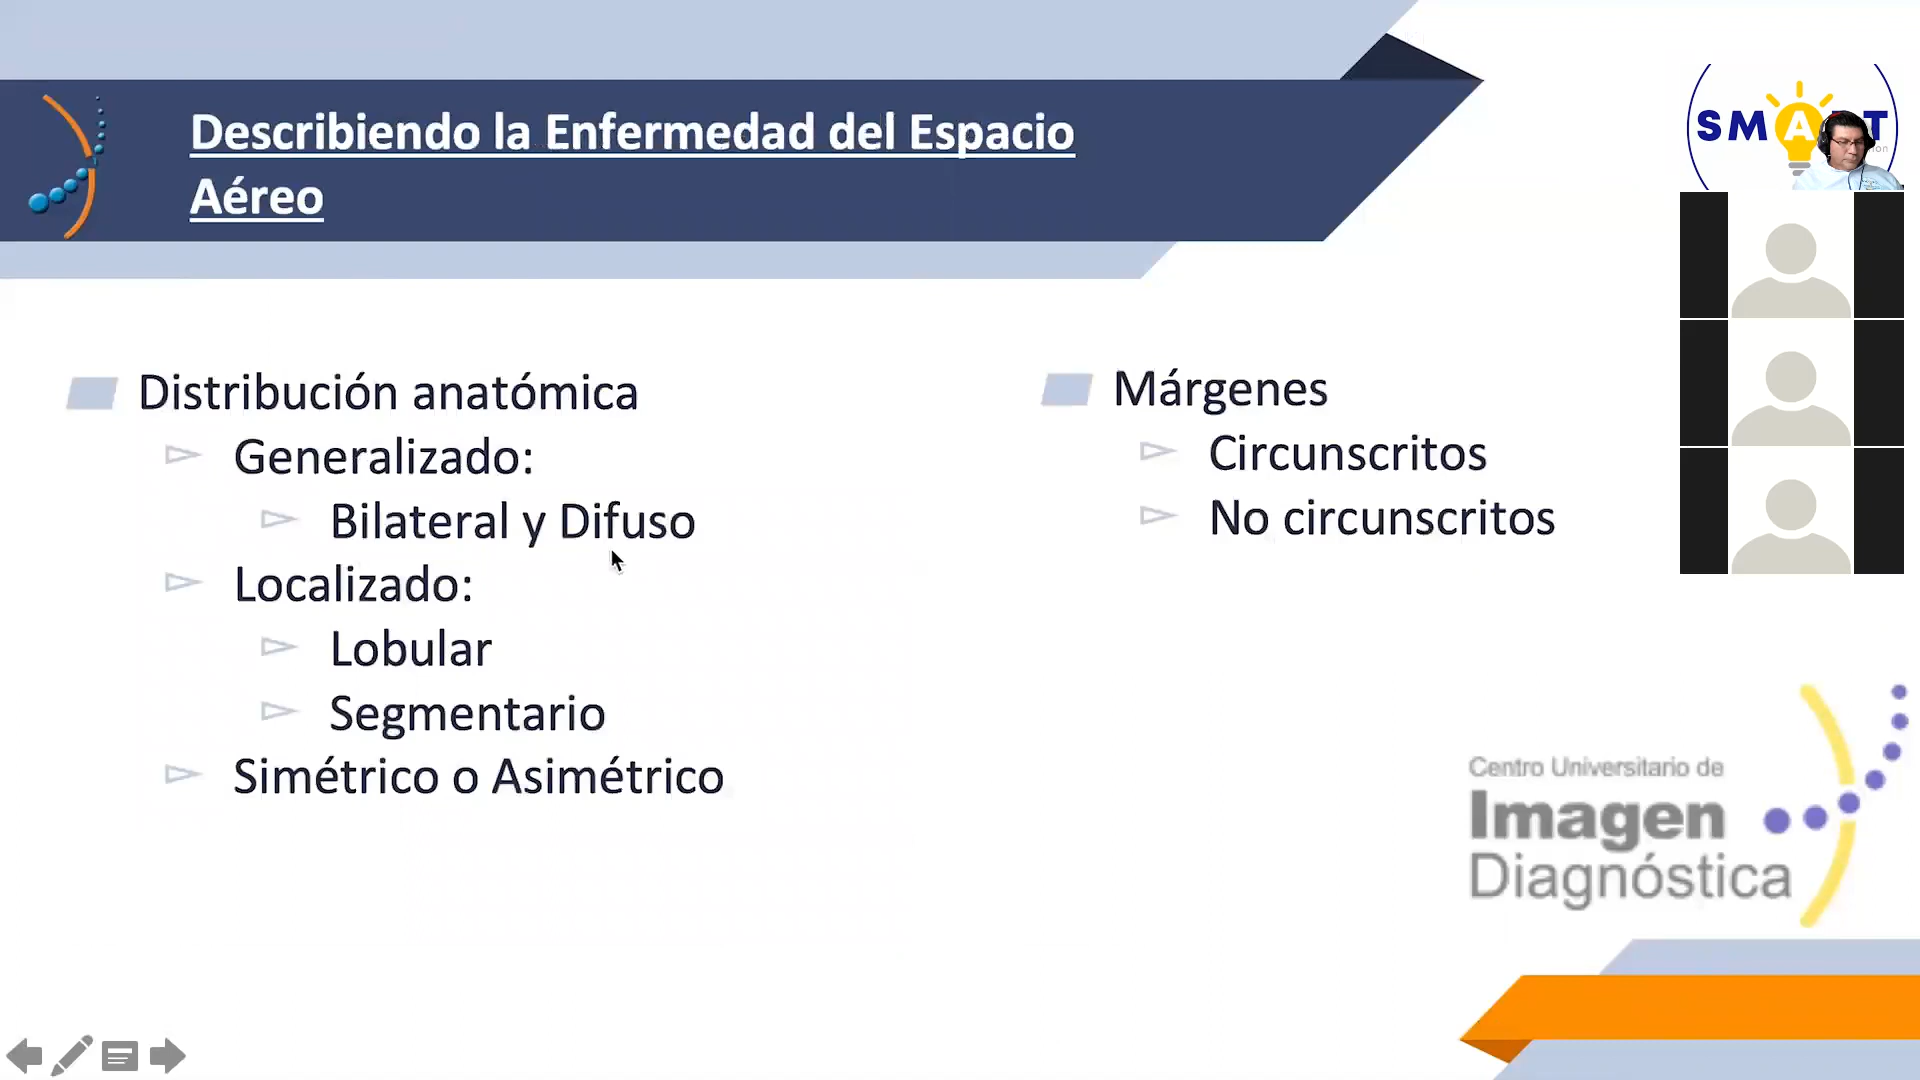 Describiendo la Enfermedad del Espacio
Aéreo
Distribución anatómica
Generalizado:
Bilateral y Difuso
Localizado:
Lobular
Segmentario
Simétrico o Asimétrico
Márgenes
Circunscritos
No circunscritos
SMA T
Centro Universitario de
Imagen
Diagnóstica